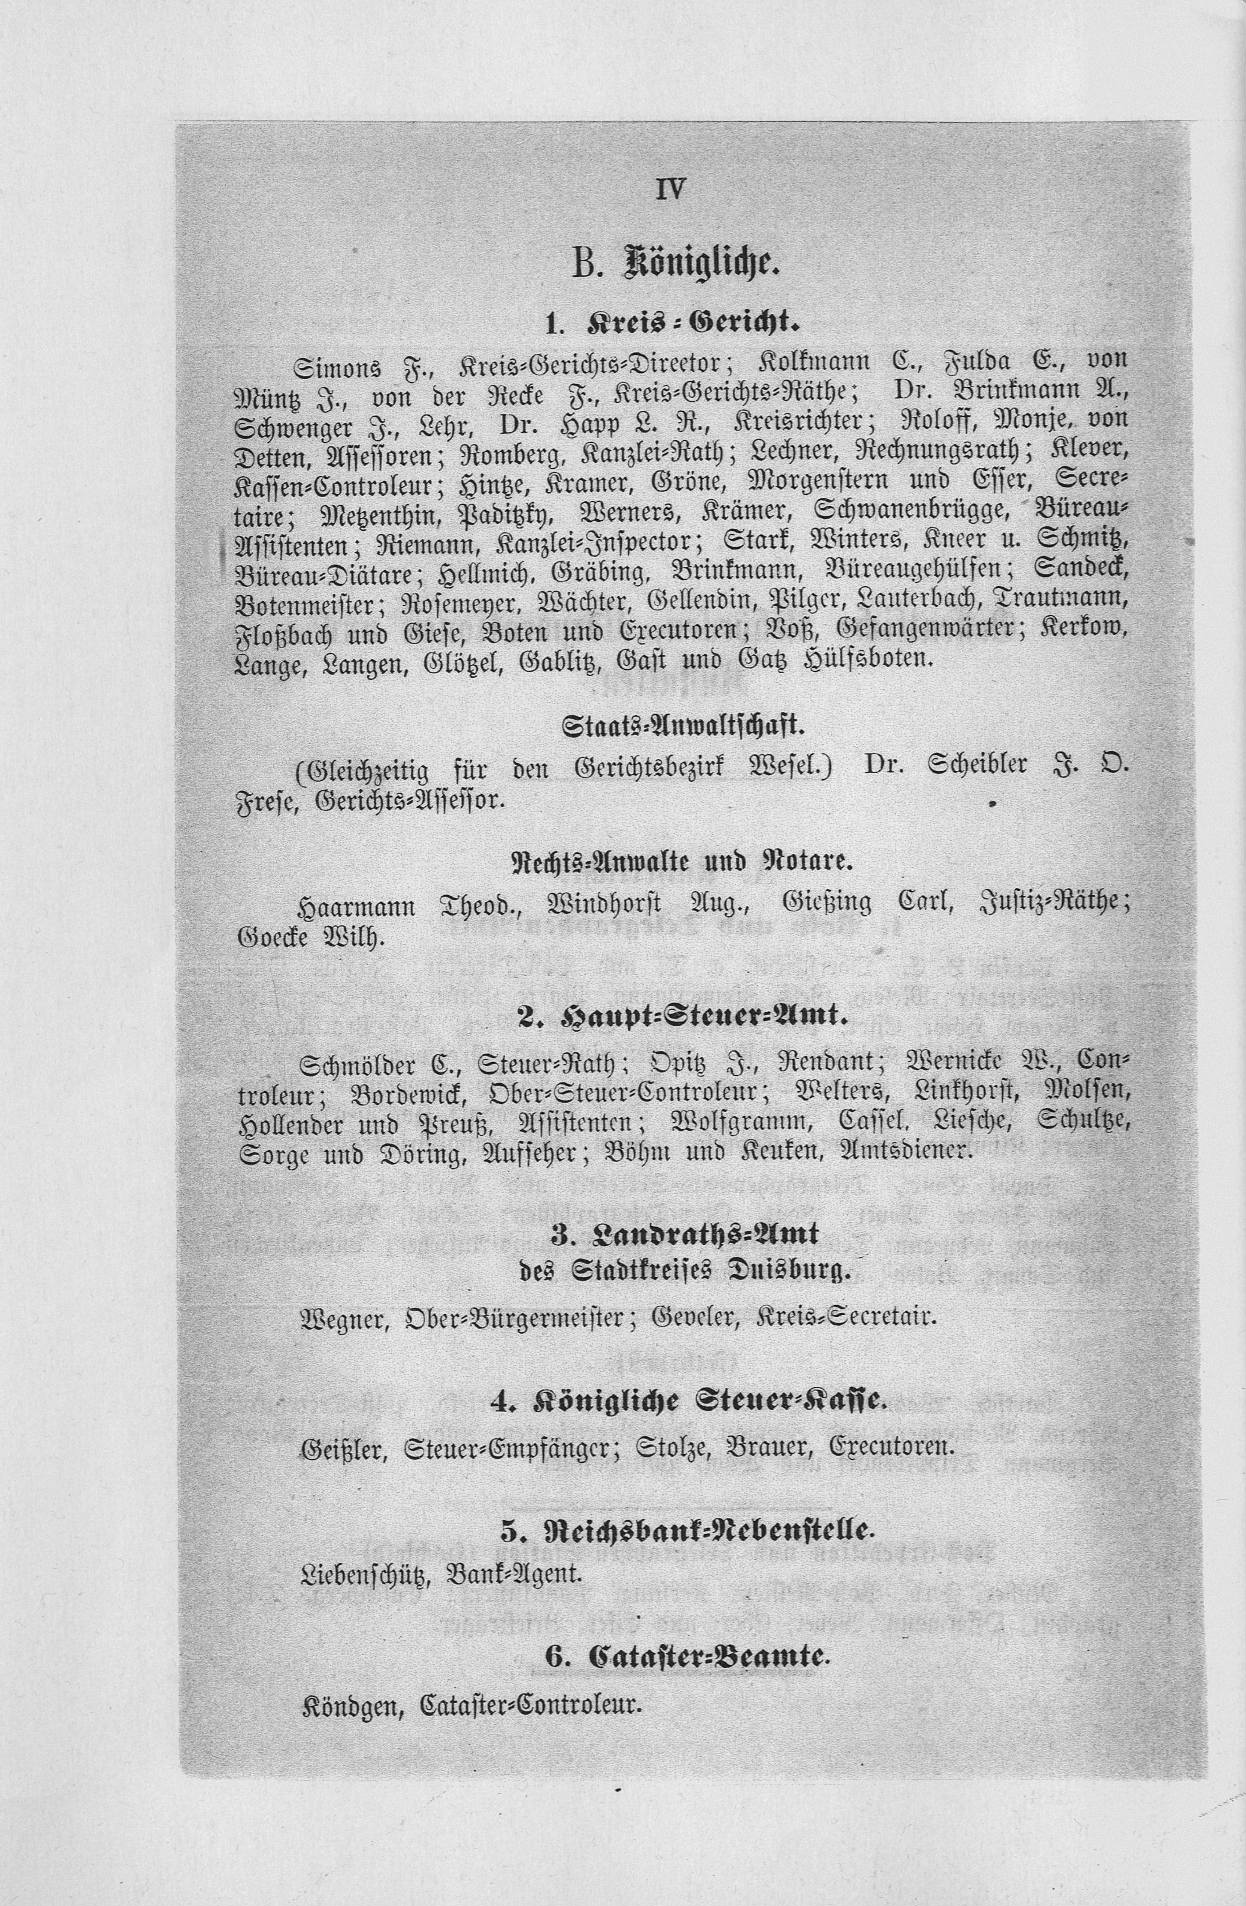 IV
B. Königliche.
1. Kreis-Gericht.
Simons F., Kreis-Gerichts-Direetor; Kolkmann C., Fulda E., von
Müntz J., von der Recke F., Kreis-Gerichts-Räthe; Dr. Brinkmann A.,
Schwenger J., Lehr, Dr. Happ L. R., Kreisrichter; Roloff, Monje, von
Detten, Assessoren; Romberg, Kanzlei-Rath; Lechner, Rechnungsrath; Klever,
Kassen-Controleur; Hintze, Kramer, Gröne, Morgenstern und Esser, Secre-
taire; Metzenthin, Paditzky, Werners, Krämer, Schwanenbrügge, Büreau-
Assistenten; Riemann, Kanzlei-Inspector; Stark, Winters, Kneer u. Schmitz,
Büreau-Diätare; Hellmich, Gräbing, Brinkmann, Büreaugehülfen; Sandeck,
Botenmeister; Rosemeyer, Wächter, Gellendin, Pilger, Lauterbach, Trautmann,
Floßbach und Giese, Boten und Executoren; Voß, Gefangenwärter; Kerkow,
Lange, Langen, Glötzel, Gablitz, Gast und Gatz Hülfsboten.
Staats-Anwaltschaft.
(Gleichzeitig für den Gerichtsbezirk Wesel.) Dr. Scheibler J. O.
Frese, Gerichts-Assessor.
Rechts-Anwalte und Notare.
Haarmann Theod., Windhorst Aug., Gießing Carl, Justiz-Räthe;
Goecke Wilh.
2. Haupt-Steuer-Amt.
Schmölder C., Steuer-Rath; Opitz J., Rendant; Wernicke W., Con-
troleur; Bordewick, Ober-Steuer-Controleur; Welters, Linkhorst, Molsen,
Hollender und Preuß, Assistenten; Wolfgramm, Cassel, Liesche, Schultze,
Sorge und Döring, Aufseher; Böhm und Keuken, Amtsdiener.
3. Landraths-Amt
des Stadtkreises Duisburg.
Wegner, Ober-Bürgermeister; Geveler, Kreis-Secretair.
4. Königliche Steuer-Kasse.
Geißler, Steuer-Empfänger; Stolze, Brauer, Executoren.
5. Reichsbank-Nebenstelle.
Liebenschütz, Bank-Agent.
6. Cataster-Beamte.
Köndgen, Cataster-Controleur.